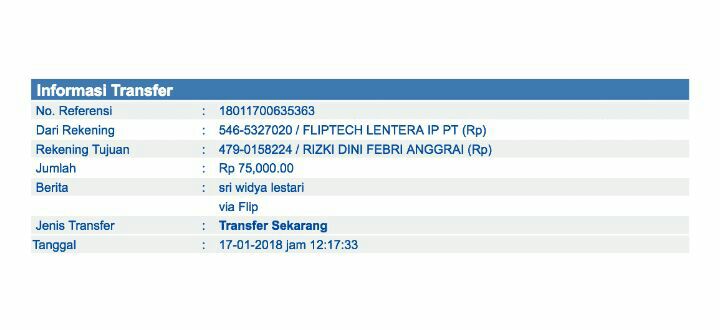 Informasi Transfer
No. Referensi : 18011700635363
Dari Rekening : 546-5327020 / FLIPTECH LENTERA IP PT (Rp)
Rekening Tujuan : 479-0158224 / RIZKI DINI FEBRI ANGGRAI (Rp)
Jumlah : Rp 75,000.00
Berita : sri widya lestari
via Flip
Jenis Transfer : Transfer Sekarang
Tanggal : 17-01-2018 jam 12:17:33